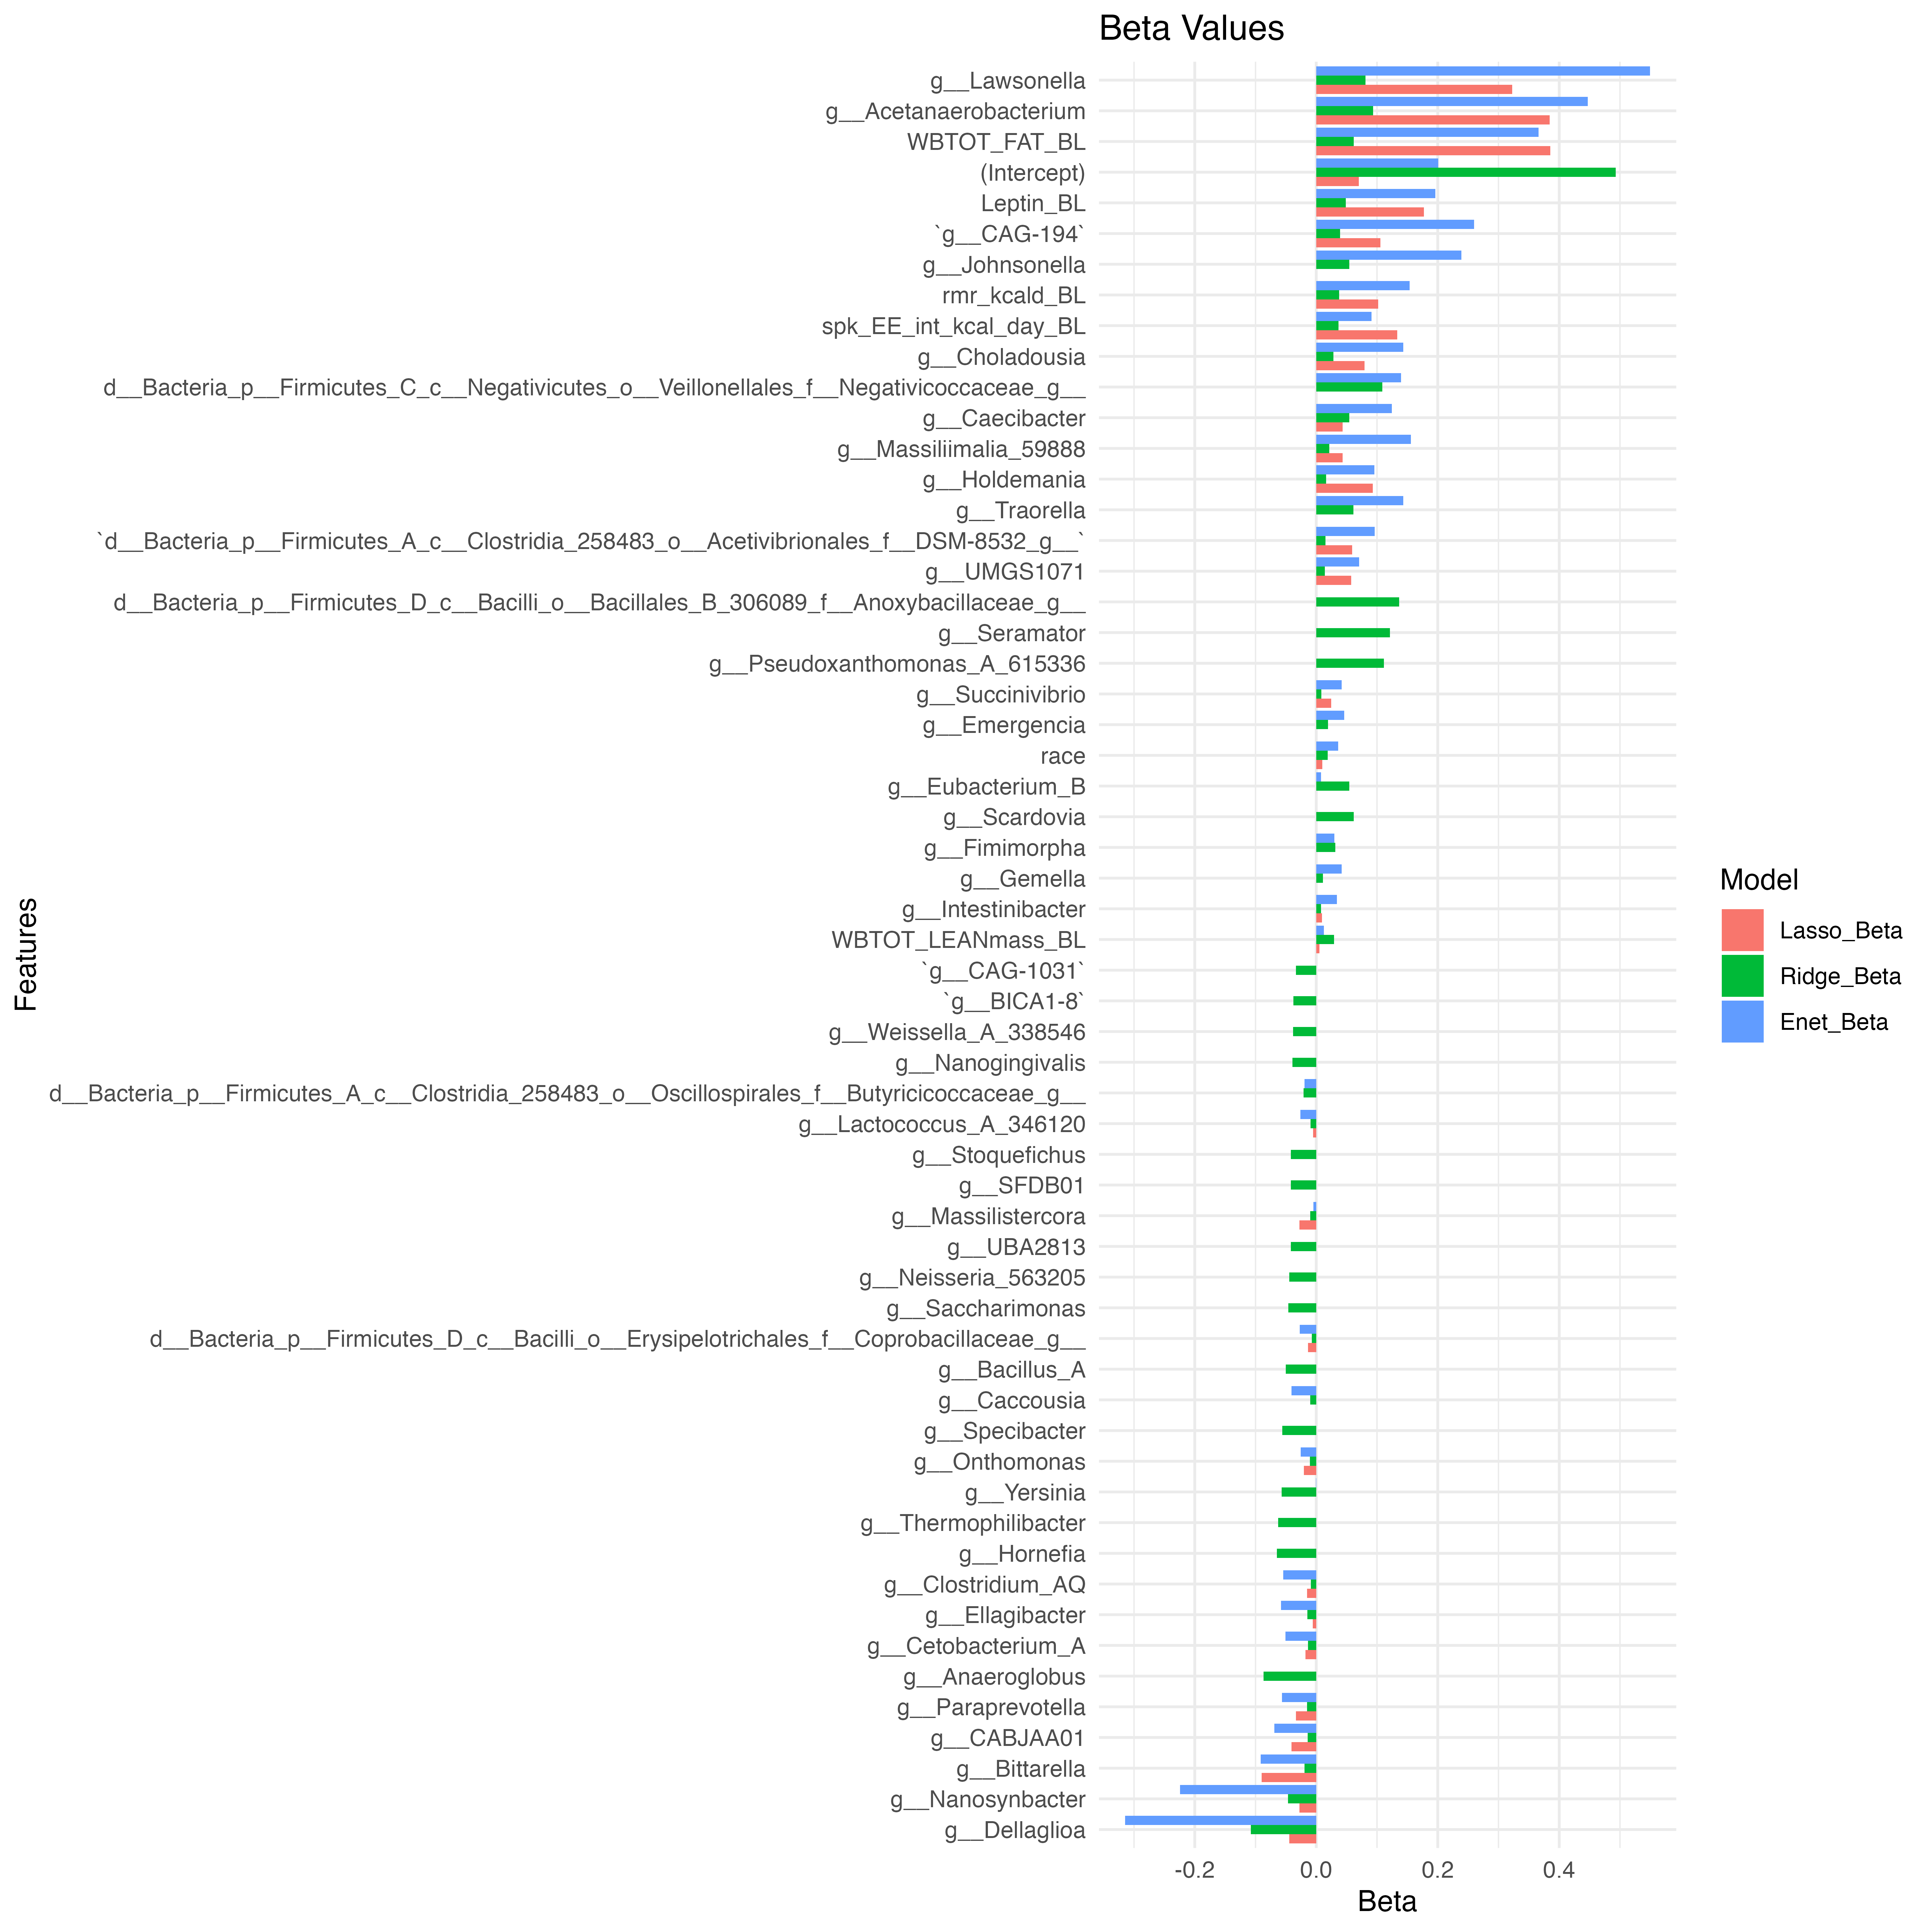 Beta Values
g__Lawsonella
g__Acetanaerobacterium
WBTOT_FAT_BL
(Intercept)
Leptin_BL
`g__CAG-194`
g__Johnsonella
rmr_kcald_BL
spk_EE_int_kcal_day_BL
g__Choladousia
d__Bacteria_p__Firmicutes_C_c__Negativicutes_o__Veillonellales_f__Negativicoccaceae_g__
g__Caecibacter
g__Massiliimalia_59888
g__Holdemania
g__Traorella
`d__Bacteria_p__Firmicutes_A_c__Clostridia_258483_o__Acetivibrionales_f__DSM-8532_g__`
g__UMGS1071
d__Bacteria_p__Firmicutes_D_c__Bacilli_o__Bacillales_B_306089_f__Anoxybacillaceae_g__
g__Seramator
g__Pseudoxanthomonas_A_615336
g__Succinivibrio
g__Emergencia
race
g__Eubacterium_B
g__Scardovia
g__Fimimorpha
g__Gemella
g__Intestinibacter
WBTOT_LEANmass_BL
`g__CAG-1031`
`g__BICA1-8`
g__Weissella_A_338546
g__Nanogingivalis
d__Bacteria_p__Firmicutes_A_c__Clostridia_258483_o__Oscillospirales_f__Butyricicoccaceae_g__
g__Lactococcus_A_346120
g__Stoquefichus
g__SFDB01
g__Massilistercora
g__UBA2813
g__Neisseria_563205
g__Saccharimonas
d__Bacteria_p__Firmicutes_D_c__Bacilli_o__Erysipelotrichales_f__Coprobacillaceae_g__
g__Bacillus_A
g__Caccousia
g__Specibacter
g__Onthomonas
g__Yersinia
g__Thermophilibacter
g__Hornefia
g__Clostridium_AQ
g__Ellagibacter
g__Cetobacterium_A
g__Anaeroglobus
g__Paraprevotella
g__CABJAA01
g__Bittarella
g__Nanosynbacter
g__Dellaglioa
-0.2 0.0 0.2 0.4
Beta
Features
Model
Lasso_Beta
Ridge_Beta
Enet_Beta